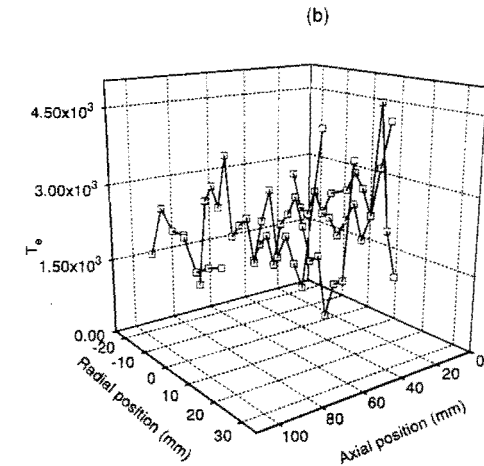 (b)
4.50x10³
3.00x10³
1.50x10³
0.00
Te
-20
-10
0
10
20
30
Radial position (mm)
100
80
60
40
20
0
Axial position (mm)